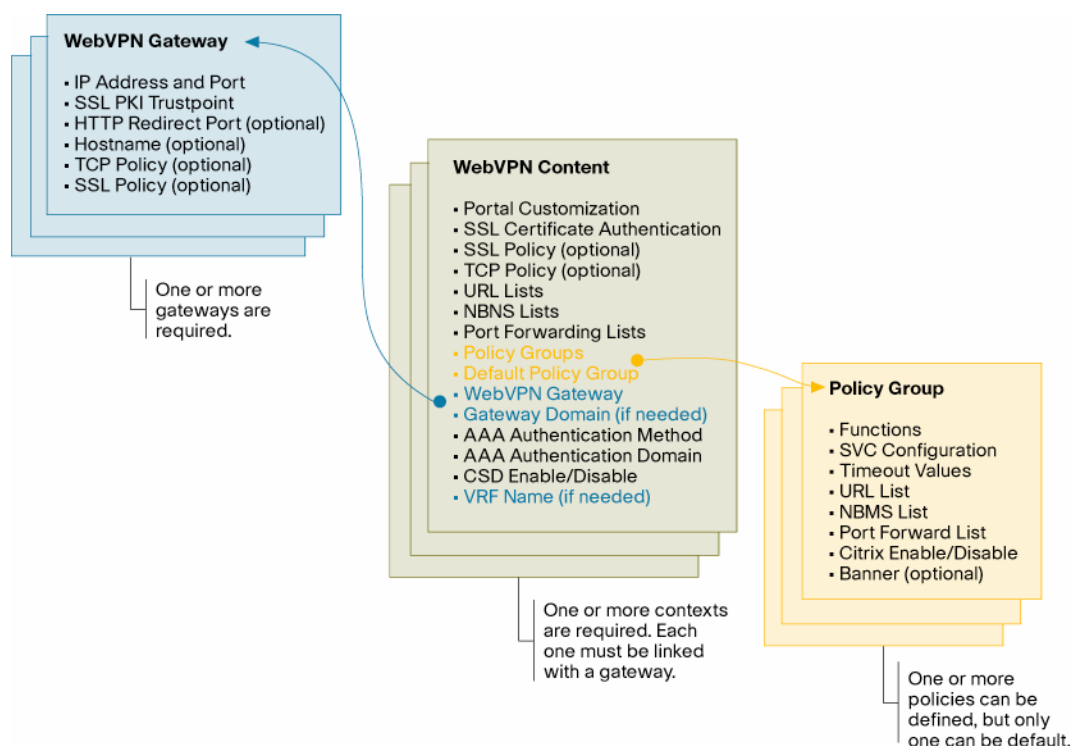 WebVPN Gateway
▪ IP Address and Port
▪ SSL PKI Trustpoint
▪ HTTP Redirect Port (optional)
▪ Hostname (optional)
▪ TCP Policy (optional)
▪ SSL Policy (optional)
One or more
gateways are
required.
WebVPN Content
▪ Portal Customization
▪ SSL Certificate Authentication
▪ SSL Policy (optional)
▪ TCP Policy (optional)
▪ URL Lists
▪ NBNS Lists
▪ Port Forwarding Lists
▪ Policy Groups
▪ Default Policy Group
▪ WebVPN Gateway
▪ Gateway Domain (if needed)
▪ AAA Authentication Method
▪ AAA Authentication Domain
▪ CSD Enable/Disable
▪ VRF Name (if needed)
One or more contexts
are required. Each
one must be linked
with a gateway.
Policy Group
▪ Functions
▪ SVC Configuration
▪ Timeout Values
▪ URL List
▪ NBMS List
▪ Port Forward List
▪ Citrix Enable/Disable
▪ Banner (optional)
One or more
policies can be
defined, but only
one can be default.